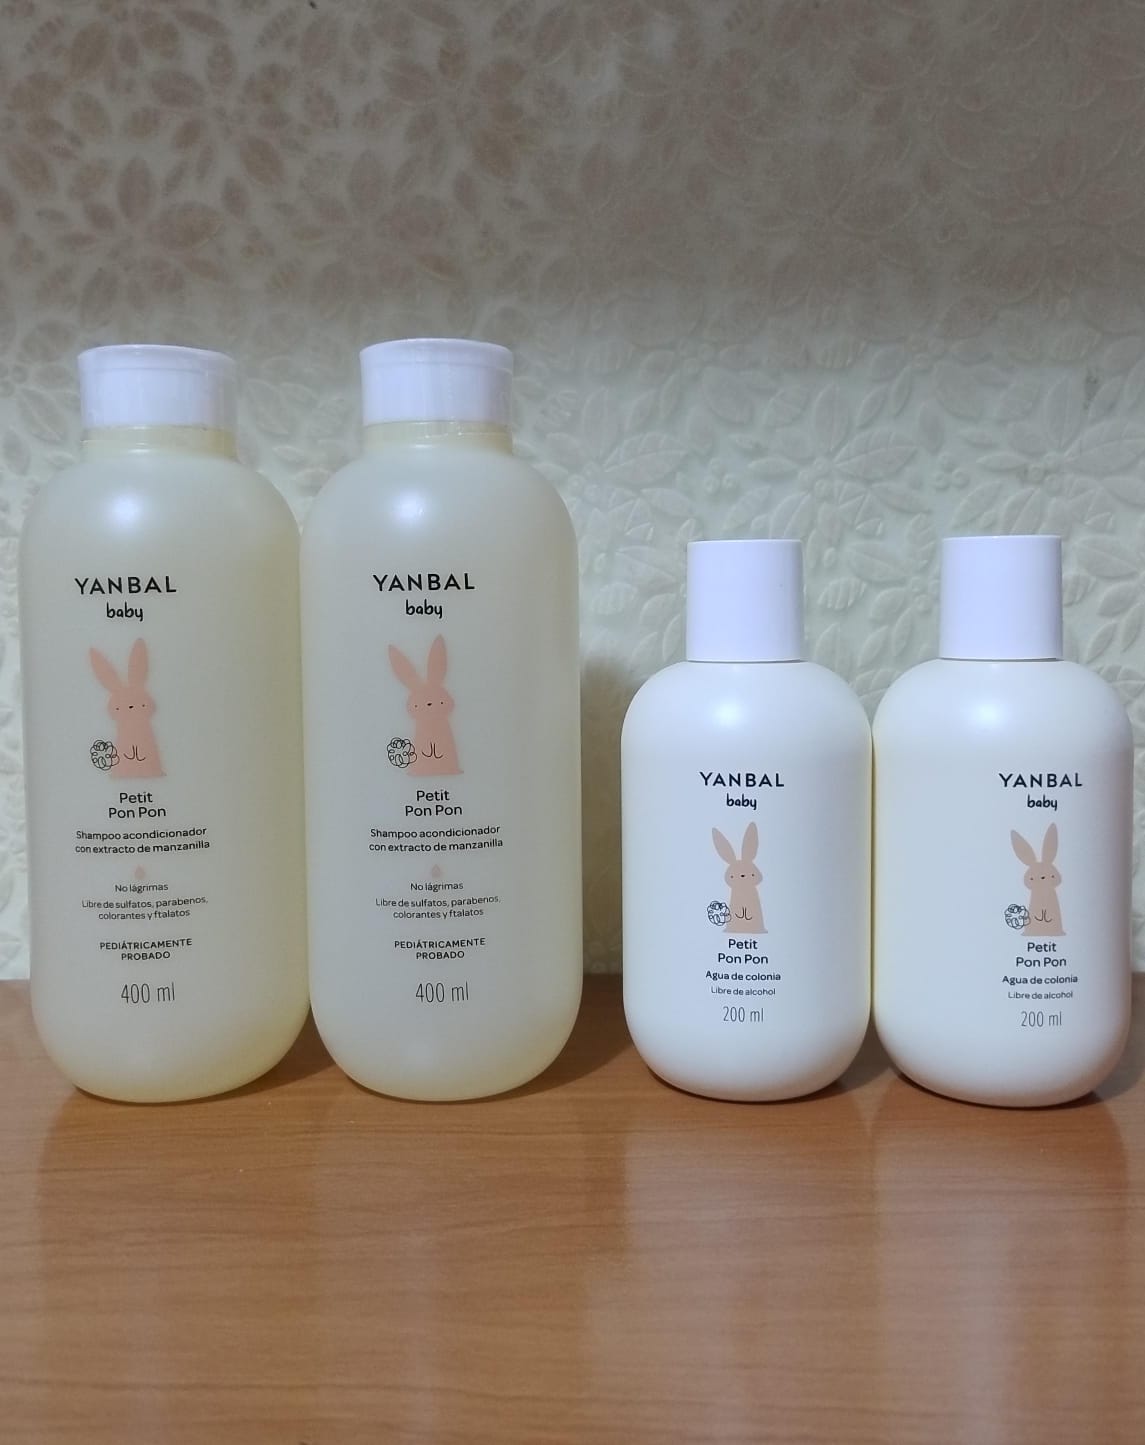 YANBAL
baby
Petit
Pon Pon
Shampoo acondicionador
con extracto de manzanilla
No lágrimas
Libre de sulfatos, parabenos,
colorantes y ftalatos
PEDIÁTRICAMENTE
PROBADO
400 ml
YANBAL
baby
Petit
Pon Pon
Shampoo acondicionador
con extracto de manzanilla
No lágrimas
Libre de sulfatos, parabenos,
colorantes y ftalatos
PEDIÁTRICAMENTE
PROBADO
400 ml
YANBAL
baby
Petit
Pon Pon
Agua de colonia
Libre de alcohol
200 ml
YANBAL
baby
Petit
Pon Pon
Agua de colonia
Libre de alcohol
200 ml